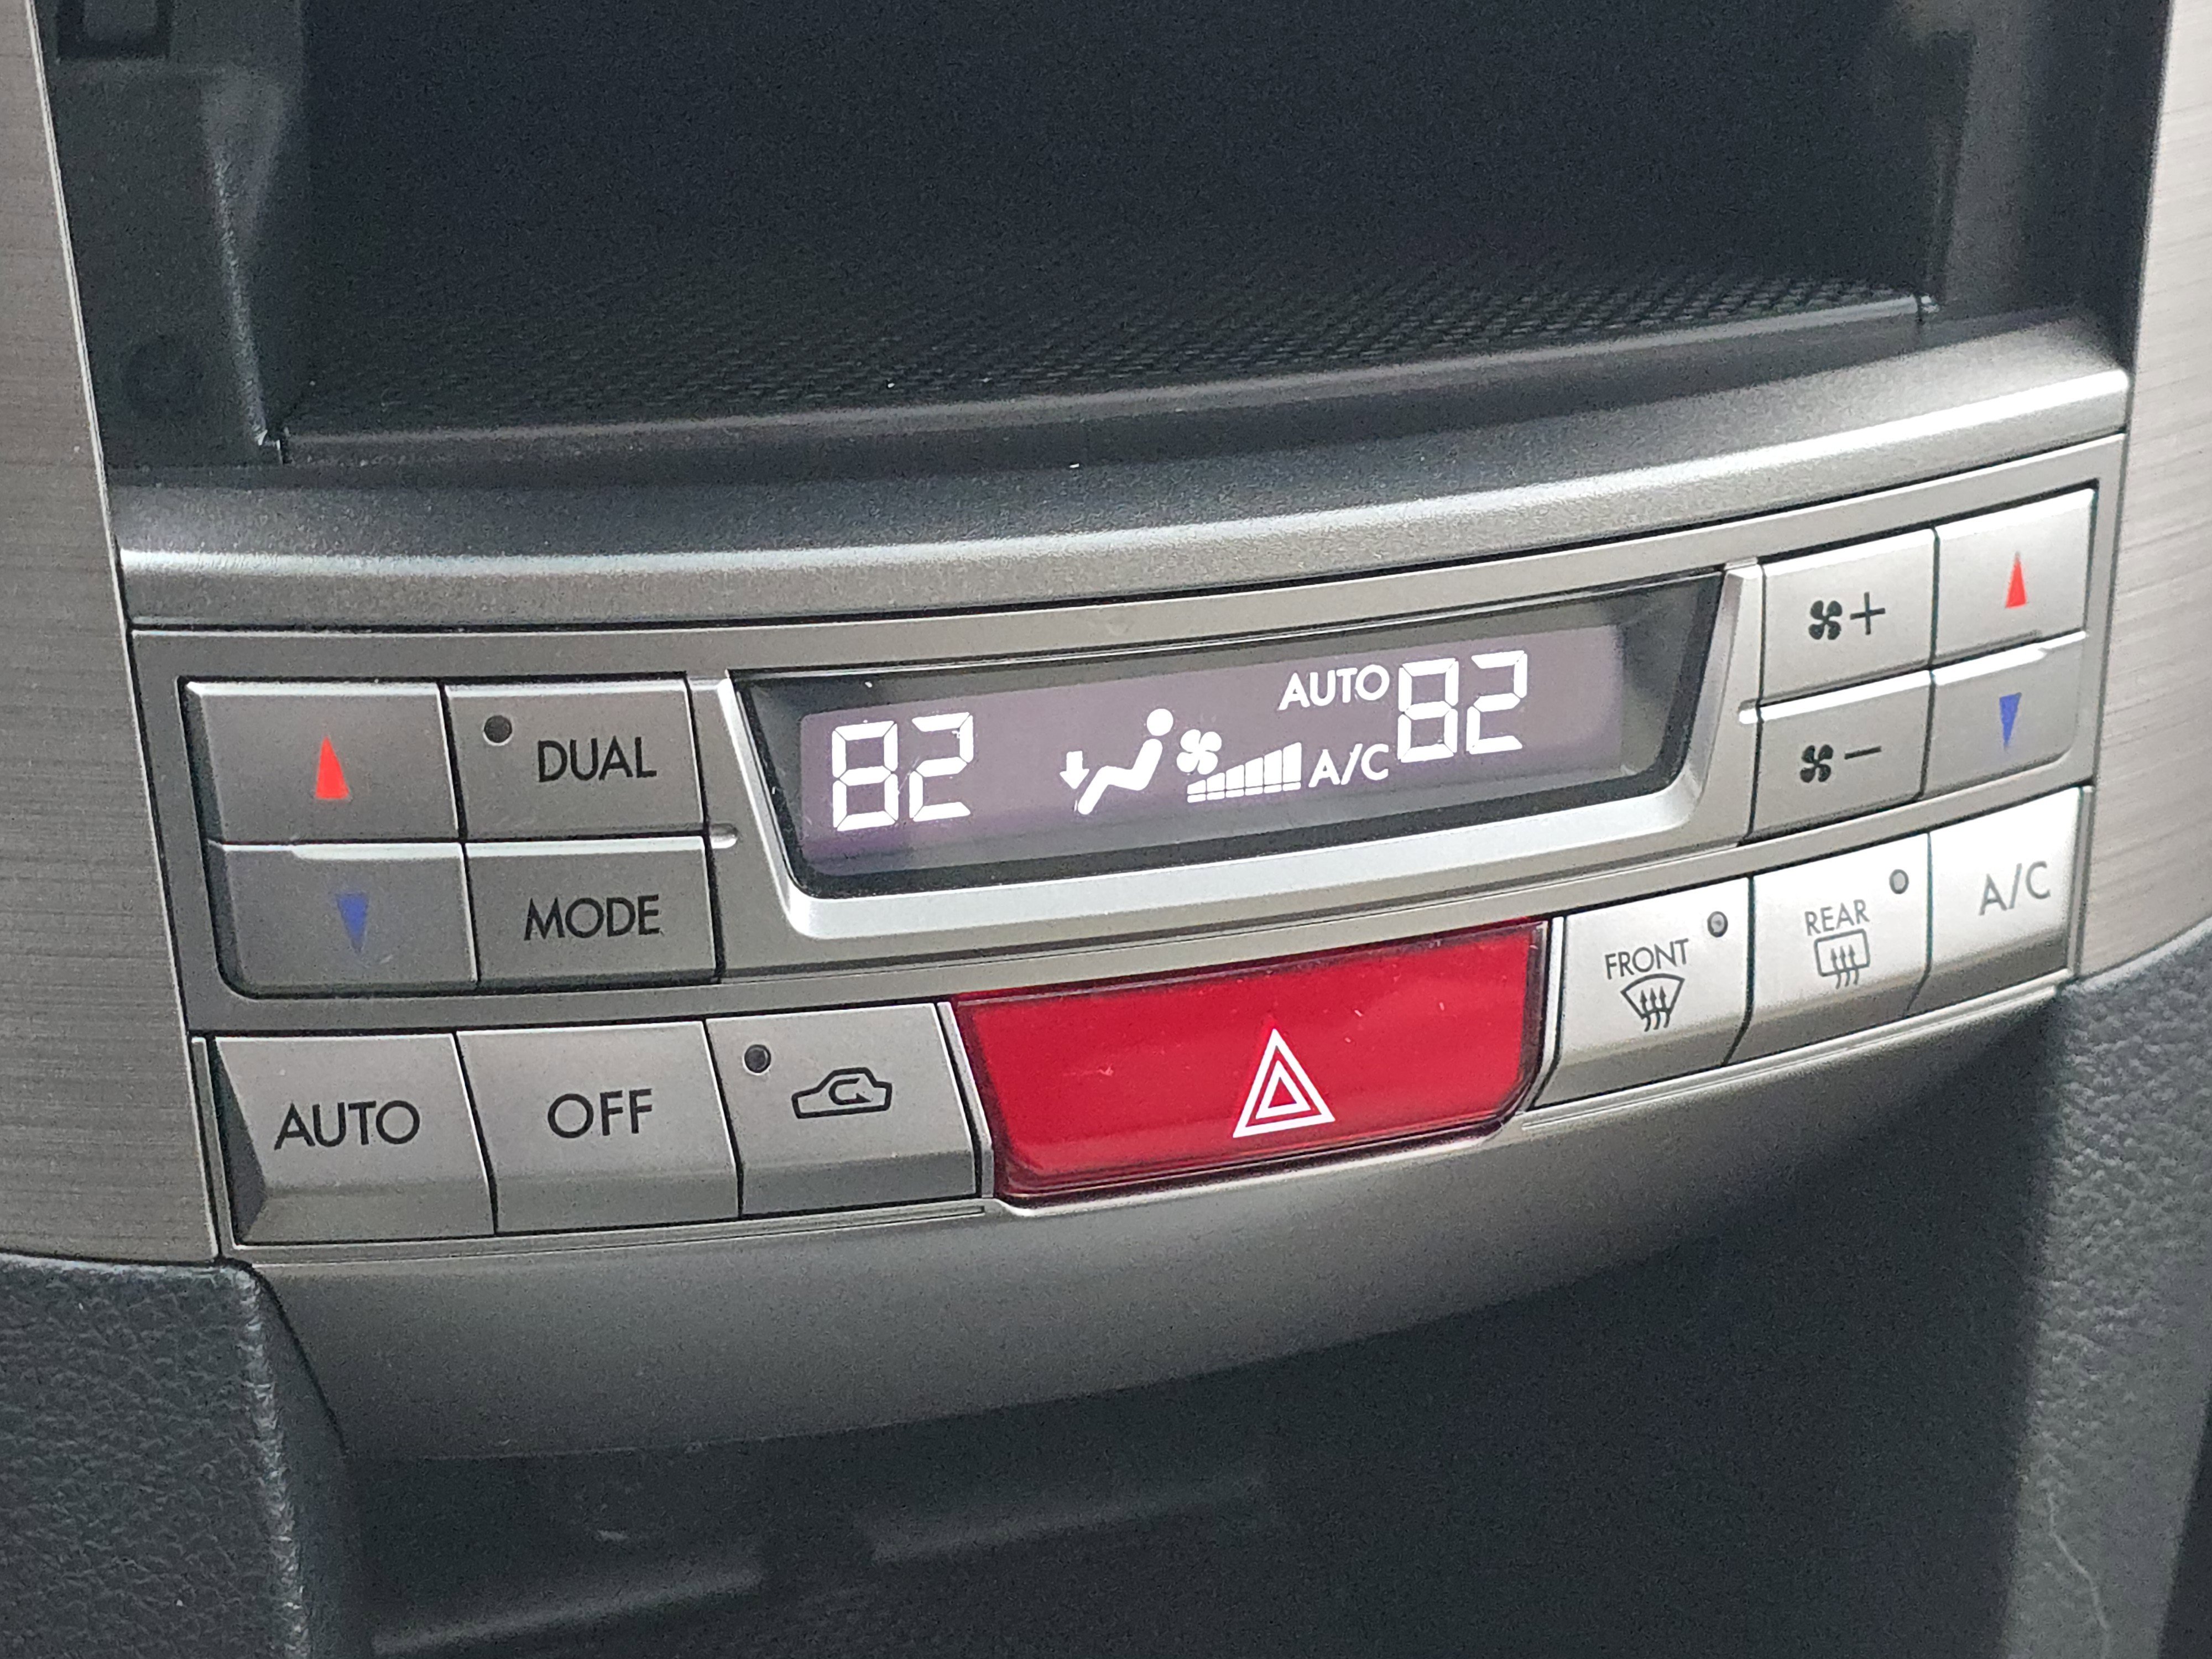 AUTO
82
A/C
82
+
DUAL
-
MODE
FRONT
REAR
A/C
AUTO
OFF